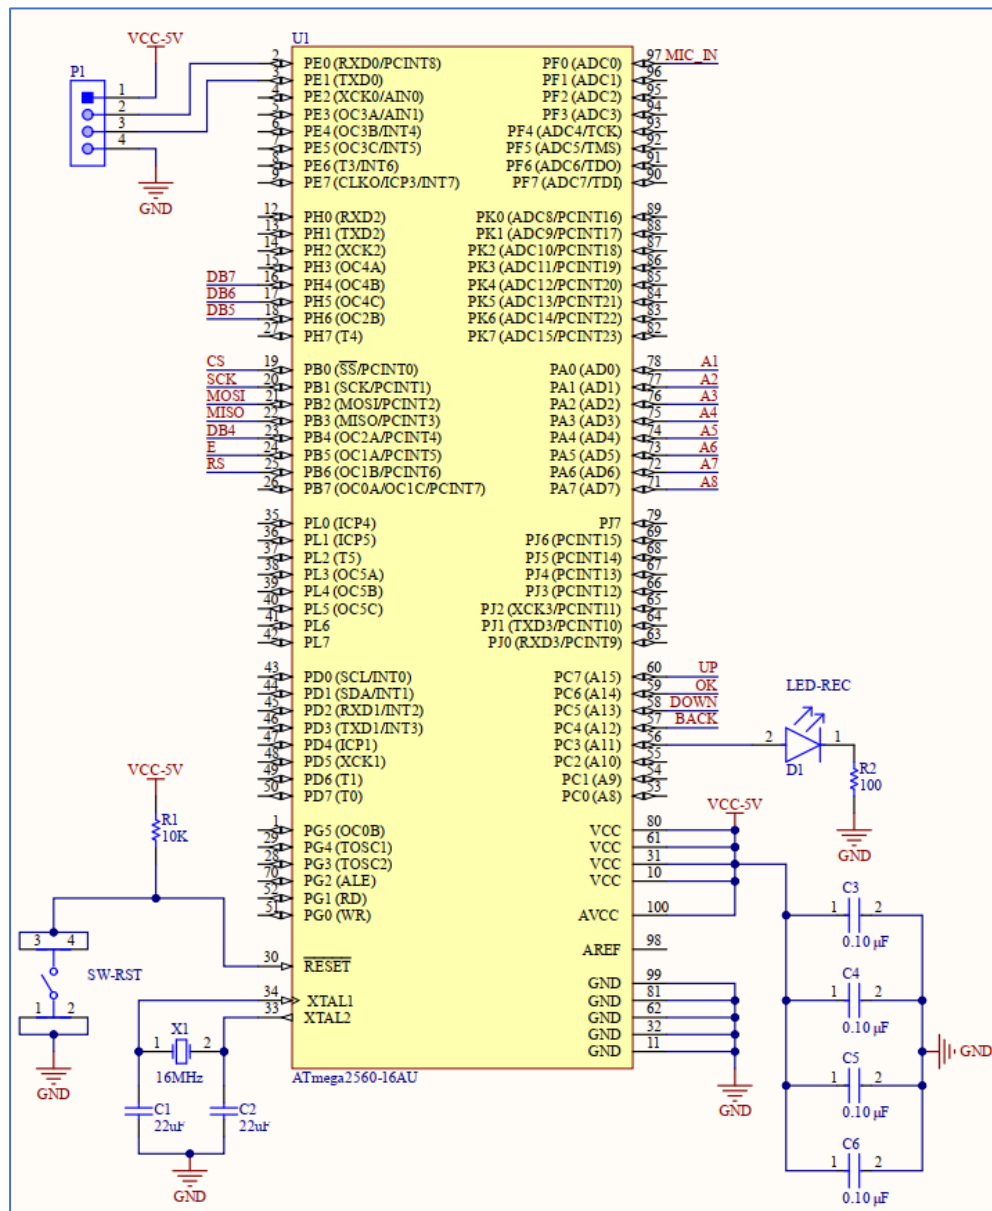 U1
VCC-5V
P1
1
2
3
4
GND
2 PE0 (RXD0/PCINT8)
3 PE1 (TXD0)
4 PE2 (XCK0/AIN0)
5 PE3 (OC3A/AIN1)
6 PE4 (OC3B/INT4)
7 PE5 (OC3C/INT5)
8 PE6 (T3/INT6)
9 PE7 (CLKO/ICP3/INT7)
12 PH0 (RXD2)
13 PH1 (TXD2)
14 PH2 (XCK2)
15 PH3 (OC4A)
DB7 16 PH4 (OC4B)
DB6 17 PH5 (OC4C)
DB5 18 PH6 (OC2B)
27 PH7 (T4)
CS 19 PB0 (SS/PCINT0)
SCK 20 PB1 (SCK/PCINT1)
MOSI 21 PB2 (MOSI/PCINT2)
MISO 22 PB3 (MISO/PCINT3)
DB4 23 PB4 (OC2A/PCINT4)
E 24 PB5 (OC1A/PCINT5)
RS 25 PB6 (OC1B/PCINT6)
26 PB7 (OC0A/OC1C/PCINT7)
35 PL0 (ICP4)
36 PL1 (ICP5)
37 PL2 (T5)
38 PL3 (OC5A)
39 PL4 (OC5B)
40 PL5 (OC5C)
41 PL6
42 PL7
43 PD0 (SCL/INT0)
44 PD1 (SDA/INT1)
45 PD2 (RXD1/INT2)
46 PD3 (TXD1/INT3)
47 PD4 (ICP1)
48 PD5 (XCK1)
49 PD6 (T1)
50 PD7 (T0)
1 PG5 (OC0B)
29 PG4 (TOSC1)
28 PG3 (TOSC2)
70 PG2 (ALE)
52 PG1 (RD)
51 PG0 (WR)
30 RESET
34 XTAL1
33 XTAL2
ATmega2560-16AU
PF0 (ADC0) 97 MIC_IN
PF1 (ADC1) 96
PF2 (ADC2) 95
PF3 (ADC3) 94
PF4 (ADC4/TCK) 93
PF5 (ADC5/TMS) 92
PF6 (ADC6/TDO) 91
PF7 (ADC7/TDI) 90
PK0 (ADC8/PCINT16) 89
PK1 (ADC9/PCINT17) 88
PK2 (ADC10/PCINT18) 87
PK3 (ADC11/PCINT19) 86
PK4 (ADC12/PCINT20) 85
PK5 (ADC13/PCINT21) 84
PK6 (ADC14/PCINT22) 83
PK7 (ADC15/PCINT23) 82
PA0 (AD0) 78 A1
PA1 (AD1) 77 A2
PA2 (AD2) 76 A3
PA3 (AD3) 75 A4
PA4 (AD4) 74 A5
PA5 (AD5) 73 A6
PA6 (AD6) 72 A7
PA7 (AD7) 71 A8
PJ7 79
PJ6 (PCINT15) 69
PJ5 (PCINT14) 68
PJ4 (PCINT13) 67
PJ3 (PCINT12) 66
PJ2 (XCK3/PCINT11) 65
PJ1 (TXD3/PCINT10) 64
PJ0 (RXD3/PCINT9) 63
PC7 (A15) 60 UP
PC6 (A14) 59 OK
PC5 (A13) 58 DOWN
PC4 (A12) 57 BACK
PC3 (A11) 56
PC2 (A10) 55
PC1 (A9) 54
PC0 (A8) 53
VCC 80
VCC 61
VCC 31
VCC 10
AVCC 100
AREF 98
GND 99
GND 81
GND 62
GND 32
GND 11
VCC-5V
GND
LED-REC
2 1
D1
R2
100
GND
C3
1 2
0.10 µF
C4
1 2
0.10 µF
C5
1 2
0.10 µF
C6
1 2
0.10 µF
GND
VCC-5V
R1
10K
3 4
SW-RST
1 2
GND
X1
1 2
16MHz
C1
22uF
C2
22uF
GND